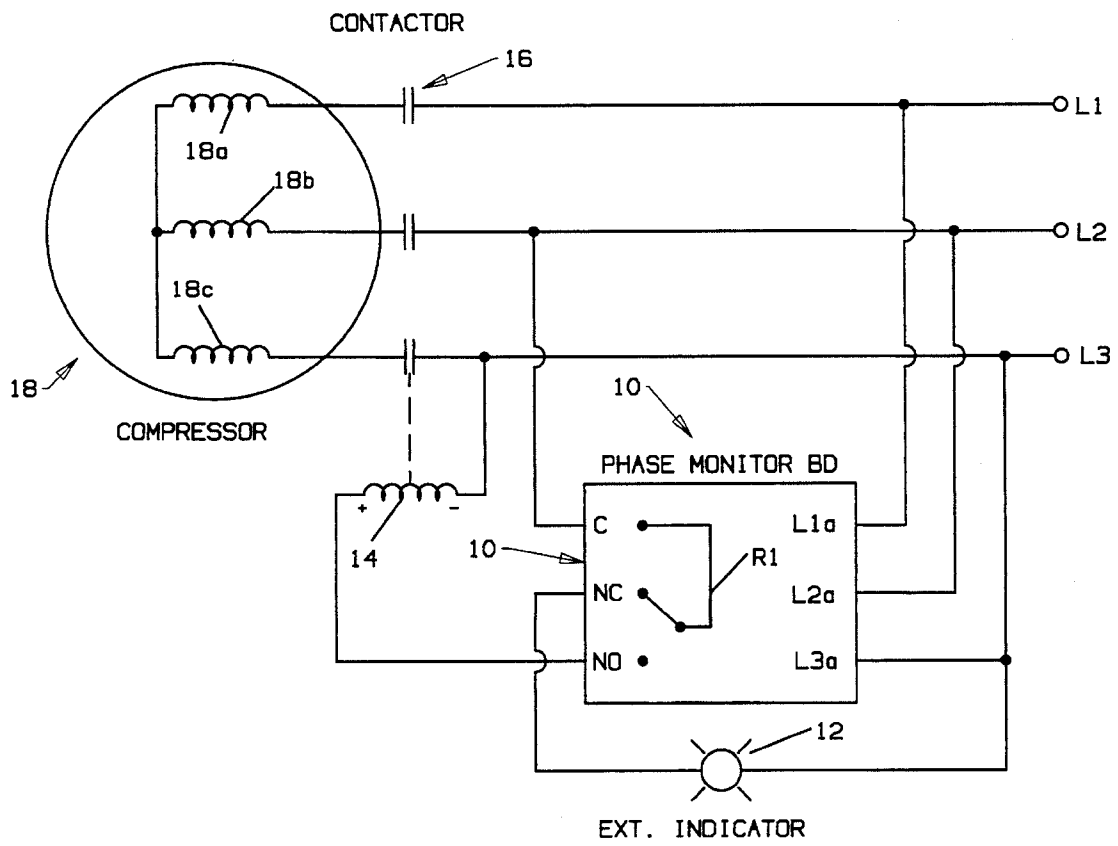 CONTACTOR
16
L1
18a
18b
L2
18c
L3
18
10
COMPRESSOR
PHASE MONITOR BD
+ -
C
L1a
14
10
R1
NC
L2a
NO
L3a
12
EXT. INDICATOR